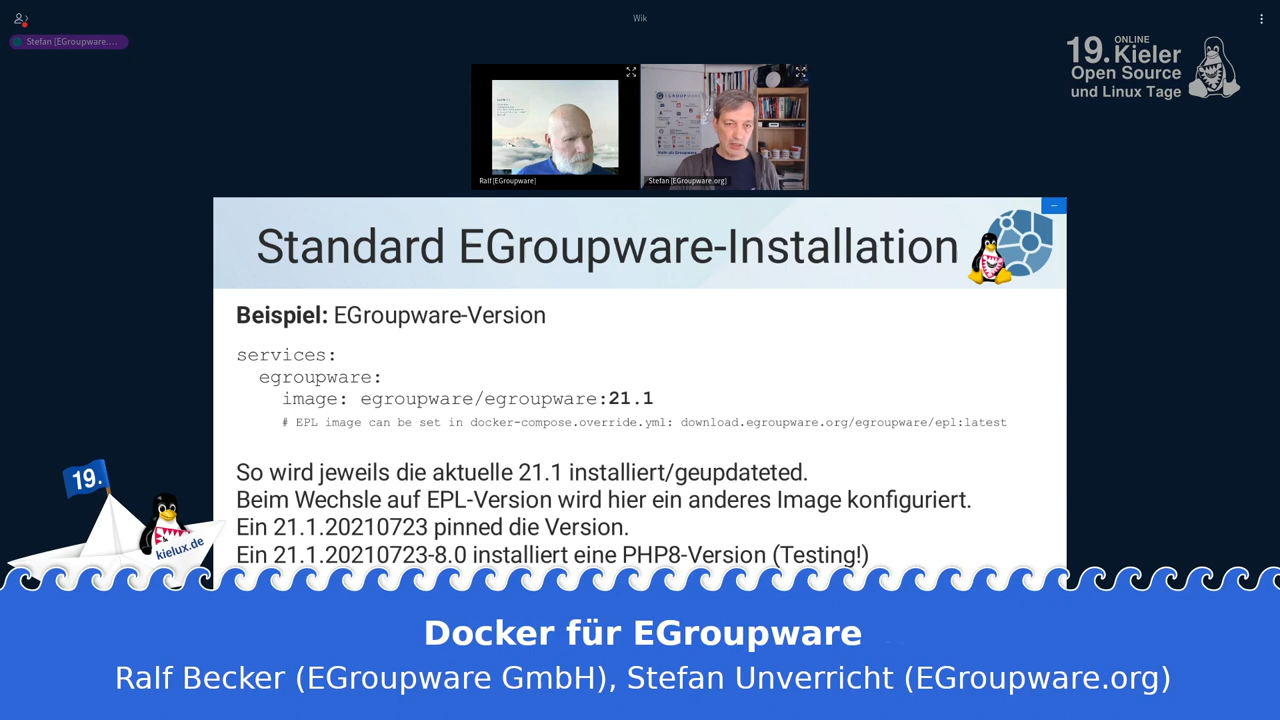 Wik
Stefan [EGroupware....
19.
ONLINE
Kieler
Open Source
und Linux Tage
EGROUPWARE
Ralf [EGroupware]
Stefan [EGroupware.org]
Standard EGroupware-Installation
Beispiel: EGroupware-Version
services:
egroupware:
image: egroupware/egroupware:21.1
# EPL image can be set in docker-compose.override.yml: download.egroupware.org/egroupware/epl:latest
So wird jeweils die aktuelle 21.1 installiert/geupdateted.
Beim Wechsle auf EPL-Version wird hier ein anderes Image konfiguriert.
Ein 21.1.20210723 pinned die Version.
Ein 21.1.20210723-8.0 installiert eine PHP8-Version (Testing!)
19.
kielux.de
Docker für EGroupware
Ralf Becker (EGroupware GmbH), Stefan Unverricht (EGroupware.org)